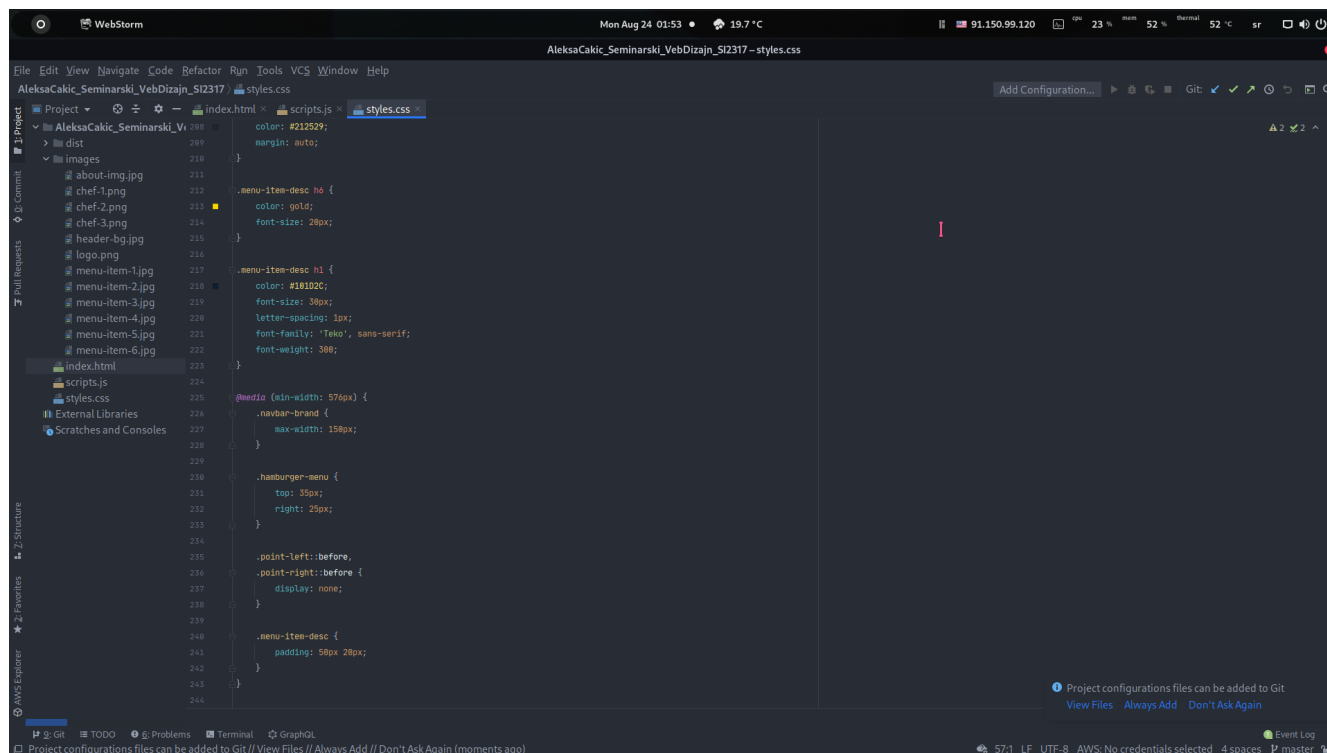 WebStorm
Mon Aug 24 01:53
19.7 °C
91.150.99.120
cpu 23 %
mem 52 %
thermal 52 °C
sr
AleksaCakic_Seminarski_VebDizajn_SI2317 – styles.css
File Edit View Navigate Code Refactor Run Tools VCS Window Help
AleksaCakic_Seminarski_VebDizajn_SI2317 styles.css
Add Configuration...
Git:
1: Project
0: Commit
Pull Requests
Z: Structure
2: Favorites
AWS Explorer
Project
index.html
scripts.js
styles.css
AleksaCakic_Seminarski_V
dist
images
about-img.jpg
chef-1.png
chef-2.png
chef-3.png
header-bg.jpg
logo.png
menu-item-1.jpg
menu-item-2.jpg
menu-item-3.jpg
menu-item-4.jpg
menu-item-5.jpg
menu-item-6.jpg
index.html
scripts.js
styles.css
External Libraries
Scratches and Consoles
2 2
208 color: #212529;
209 margin: auto;
210 }
211
212 .menu-item-desc h6 {
213 color: gold;
214 font-size: 20px;
215 }
216
217 .menu-item-desc h1 {
218 color: #101D2C;
219 font-size: 30px;
220 letter-spacing: 1px;
221 font-family: 'Teko', sans-serif;
222 font-weight: 300;
223 }
224
225 @media (min-width: 576px) {
226 .navbar-brand {
227 max-width: 150px;
228 }
229
230 .hamburger-menu {
231 top: 35px;
232 right: 25px;
233 }
234
235 .point-left::before,
236 .point-right::before {
237 display: none;
238 }
239
240 .menu-item-desc {
241 padding: 50px 20px;
242 }
243 }
244
Project configurations files can be added to Git
View Files Always Add Don't Ask Again
9: Git TODO 6: Problems Terminal GraphQL
1 Event Log
Project configurations files can be added to Git // View Files // Always Add // Don't Ask Again (moments ago)
57:1 LF UTF-8 AWS: No credentials selected 4 spaces master